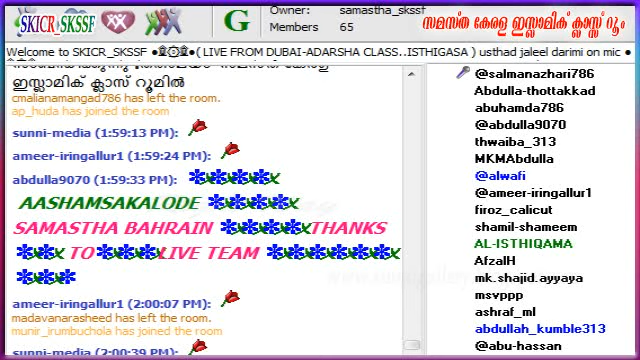 SKICR_SKSSF
G
Owner: samastha_skssf
Members 65
സമസ്ത കേരള ഇസ്ലാമിക് ക്ലാസ്സ് റൂം
Welcome to SKICR_SKSSF ●۩۞۩●( LIVE FROM DUBAI-ADARSHA CLASS..ISTHIGASA ) usthad jaleel darimi on mic ●
ഇസ്ലാമിക് ക്ലാസ് റൂമിൽ
cmalianamangad786 has left the room.
ap_huda has joined the room
sunni-media (1:59:13 PM):
ameer-iringallur1 (1:59:24 PM):
abdulla9070 (1:59:33 PM): ✽x✽x✽x✽x✽x
AASHAMSAKALODE ✽x✽x✽x✽x✽x
SAMASTHA BAHRAIN ✽x✽x✽x✽x✽xTHANKS
✽x✽x TO ✽x✽x✽xLIVE TEAM ✽x✽x✽x✽x✽x✽x✽x
✽x✽x✽
ameer-iringallur1 (2:00:07 PM):
madavanarasheed has left the room.
munir_irumbuchola has joined the room
sunni-media (2:00:39 PM):
@salmanazhari786
Abdulla-thottakkad
abuhamda786
@abdulla9070
thwaiba_313
MKMAbdulla
@alwafi
@ameer-iringallur1
firoz_calicut
shamil-shameem
AL-ISTHIQAMA
AfzalH
mk.shajid.ayyaya
msvppp
ashraf_ml
abdullah_kumble313
@abu-hassan